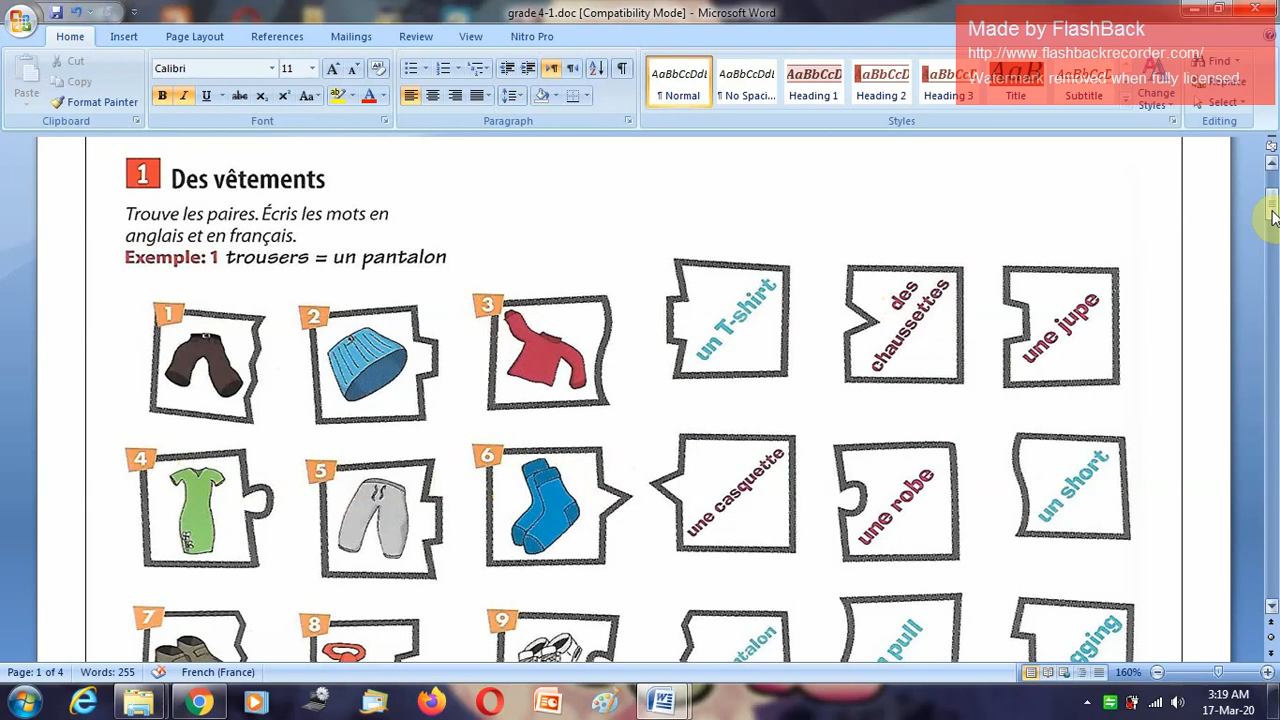 grade 4-1.doc [Compatibility Mode] - Microsoft Word
Made by FlashBack
http://www.flashbackrecorder.com/
Watermark removed when fully licensed
Home Insert Page Layout References Mailings Review View Nitro Pro
Cut
Copy
Paste
Format Painter
Calibri 11
AaBbCcDdI AaBbCcDd. AaBbCcD AaBbCcD AaBbCcD AaB AaBbCcD
¶ Normal ¶ No Spaci... Heading 1 Heading 2 Heading 3 Title Subtitle
Change Styles
Find
Replace
Select
Clipboard Font Paragraph Styles Editing
1 Des vêtements
Trouve les paires. Écris les mots en
anglais et en français.
Exemple: 1 trousers = un pantalon
1 2 3
un T-shirt
des
chaussettes
une jupe
4 5 6
une casquette
une robe
un short
7 8 9
Page: 1 of 4 Words: 255 French (France) 160%
3:19 AM
17-Mar-20